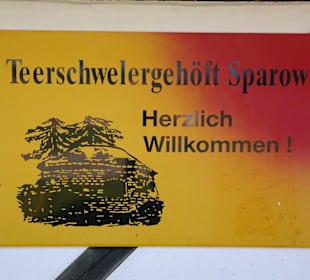 Teerschwelergehöft Sparow
Herzlich
Willkommen !